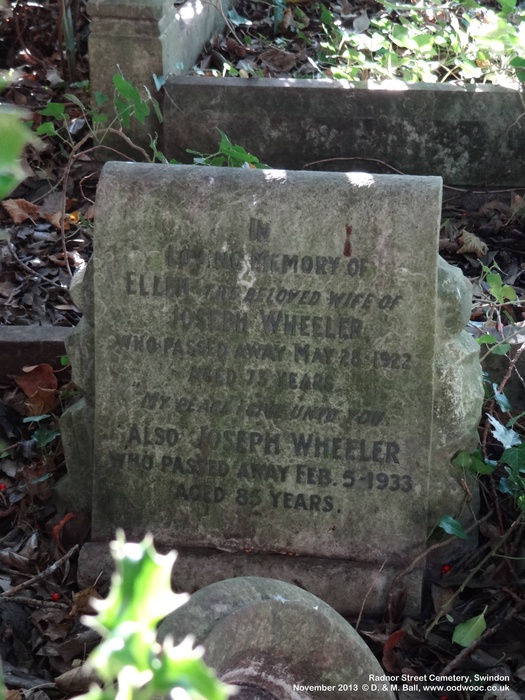 IN
LOVING MEMORY OF
ELLEN THE BELOVED WIFE OF
JOSEPH WHEELER
WHO PASSED AWAY MAY 28·1922
AGED 75 YEARS
MY PEACE I GIVE UNTO YOU
ALSO JOSEPH WHEELER
WHO PASSED AWAY FEB. 5·1933
AGED 85 YEARS.
Radnor Street Cemetery, Swindon
November 2013 © D. & M. Ball, www.oodwooc.co.uk